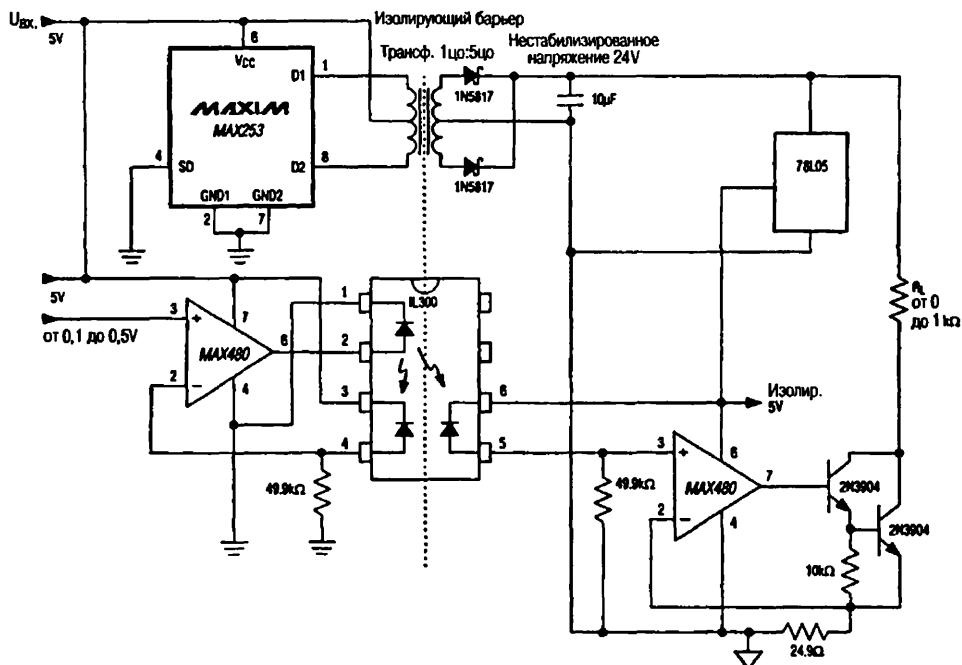 Uвх.
5V
Изолирующий барьер
Трансф. 1цо:5цо
Нестабилизированное
напряжение 24V
6
VCC
D1
1
MAXIM
MAX253
4
SD
D2
8
GND1
GND2
2
7
1N5817
1N5817
10µF
78L05
5V
от 0,1 до 0,5V
3
+
7
MAX480
6
2
−
4
49.9kΩ
IL300
1
2
3
4
6
5
RL
от 0
до 1 kΩ
Изолир.
5V
49.9kΩ
3
+
6
MAX480
7
2
−
4
2N3904
2N3904
10kΩ
24.9Ω